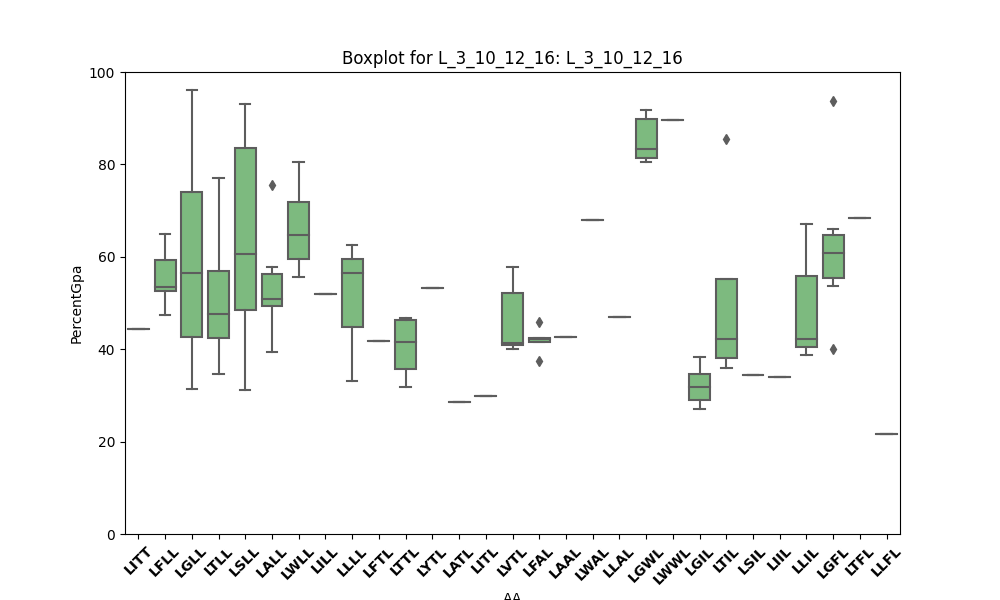 Boxplot for L_3_10_12_16: L_3_10_12_16
100
80
60
40
20
0
PercentGpa
LITT LFLL LGLL LTLL LSLL LALL LWLL LILL LLLL LFTL LTTL LYTL LATL LITL LVTL LFAL LAAL LWAL LLAL LGWL LWWL LGIL LTIL LSIL LIIL LLIL LGFL LTFL LLFL
AA